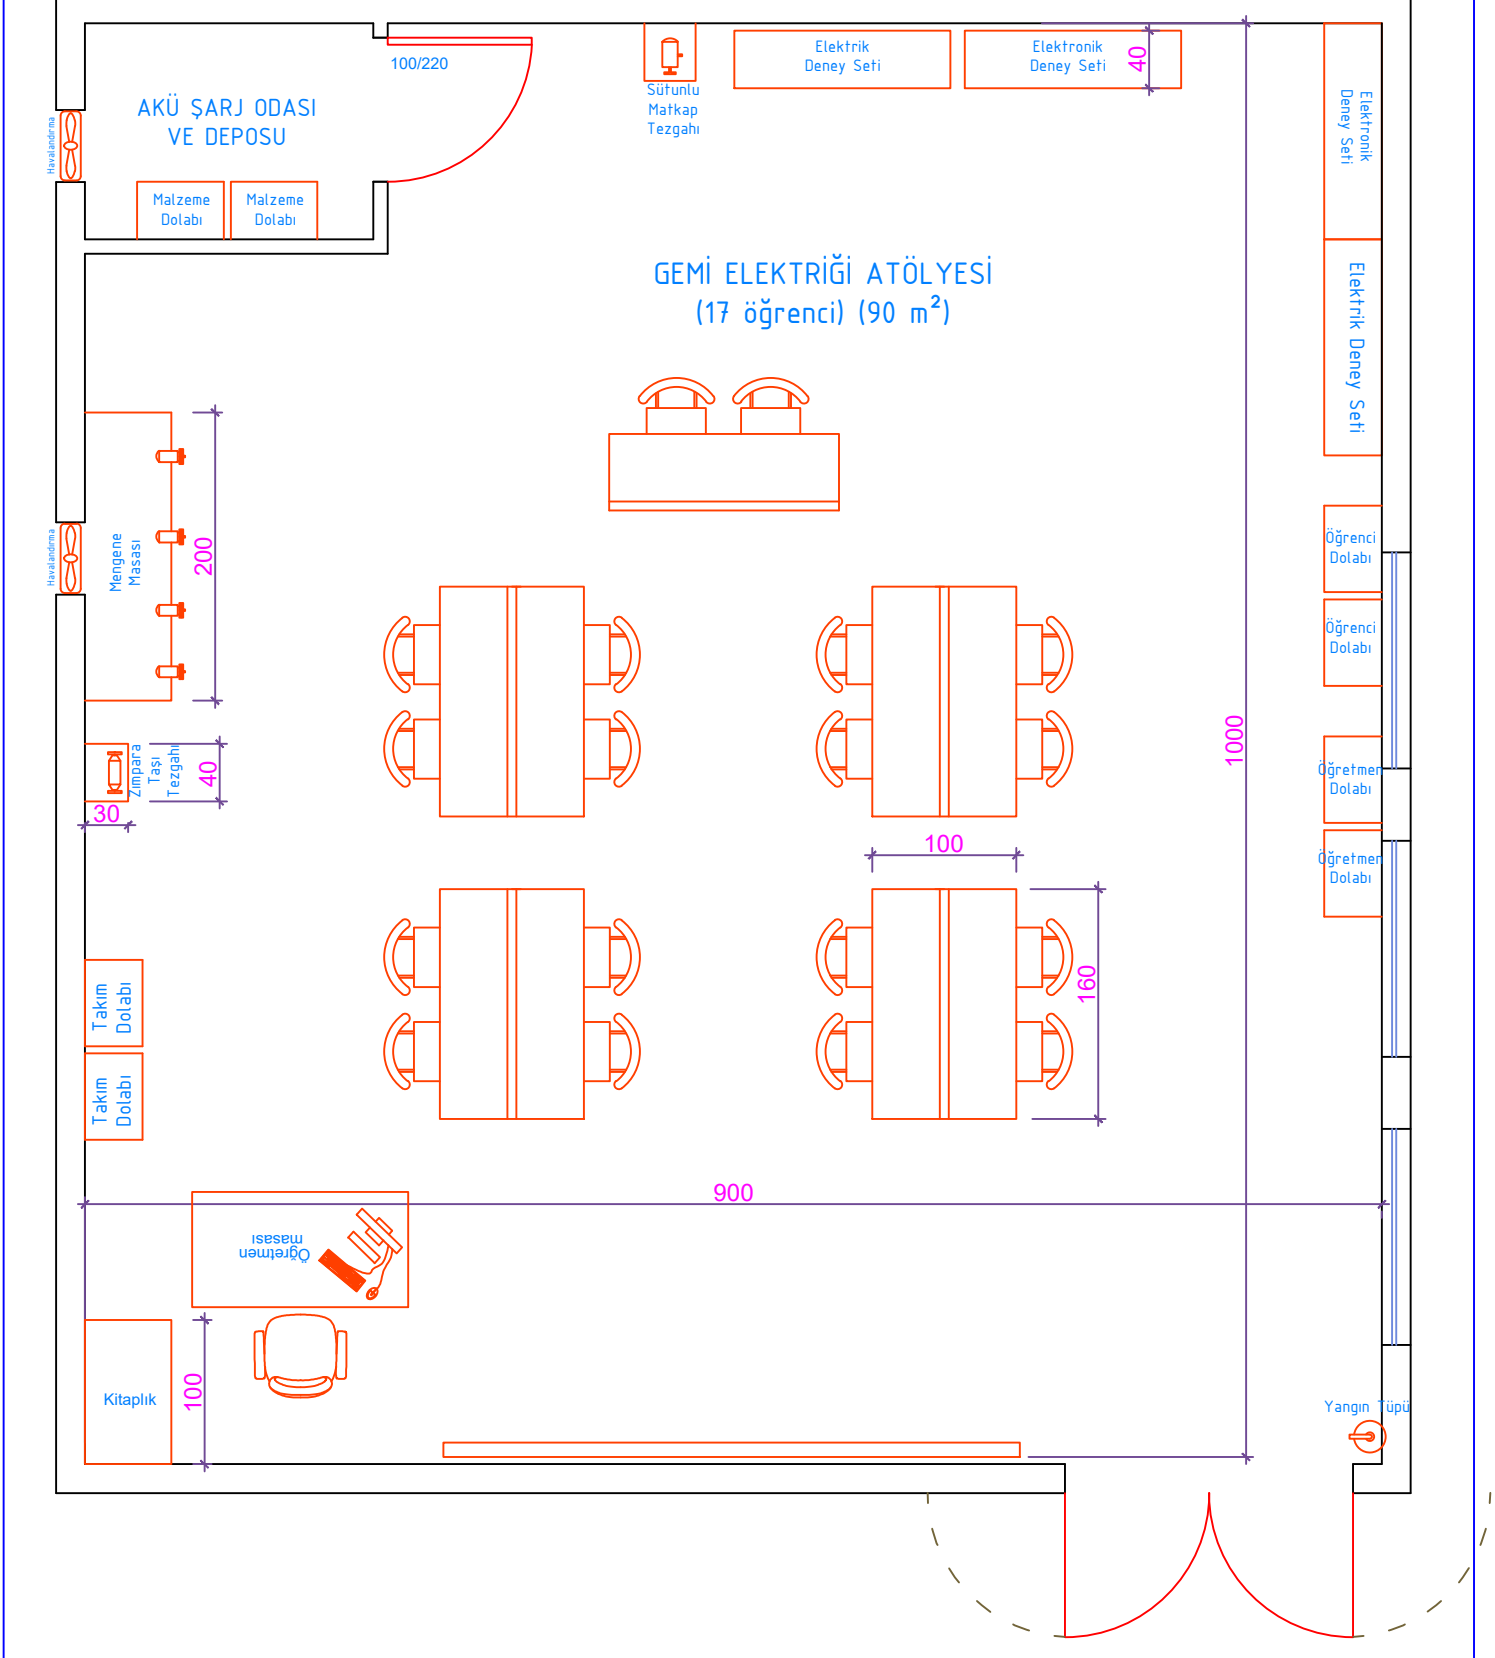 100/220
AKÜ ŞARJ ODASI
VE DEPOSU
Havalandırma
Malzeme
Dolabı
Malzeme
Dolabı
Sütunlu
Matkap
Tezgahı
Elektrik
Deney Seti
Elektronik
Deney Seti
40
Elektronik
Deney Seti
GEMİ ELEKTRİĞİ ATÖLYESİ
(17 öğrenci) (90 m²)
Elektrik Deney Seti
Havalandırma
Mengene
Masası
200
Öğrenci
Dolabı
Öğrenci
Dolabı
Zımpara
Taşı
Tezgahı
40
30
1000
Öğretmen
Dolabı
Öğretmen
Dolabı
100
160
Takım
Dolabı
Takım
Dolabı
900
Öğretmen
masası
Kitaplık
100
Yangın Tüpü